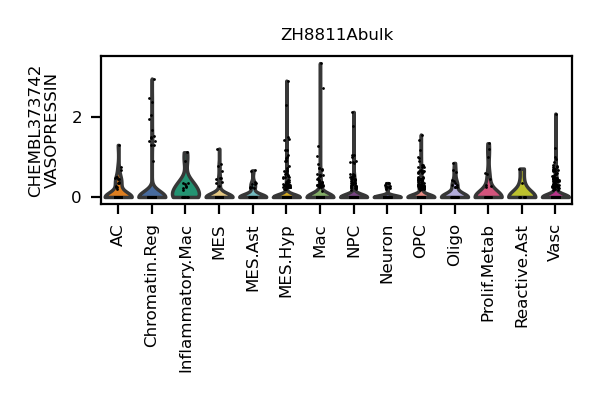 ZH8811Abulk
CHEMBL373742
VASOPRESSIN
2
0
AC
Chromatin.Reg
Inflammatory.Mac
MES
MES.Ast
MES.Hyp
Mac
NPC
Neuron
OPC
Oligo
Prolif.Metab
Reactive.Ast
Vasc